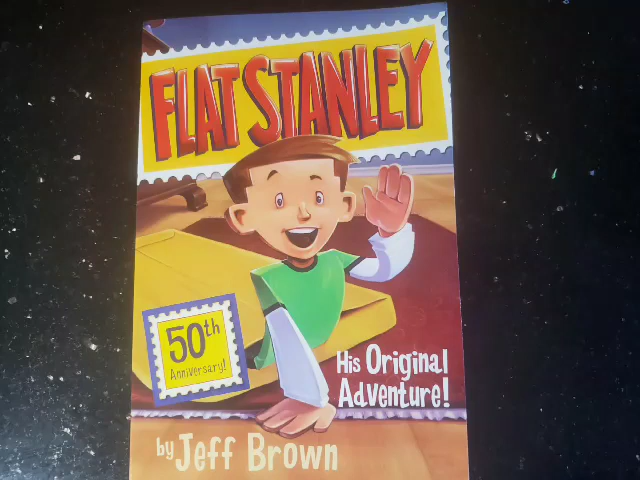 FLAT STANLEY
50th
Anniversary!
His Original
Adventure!
by Jeff Brown